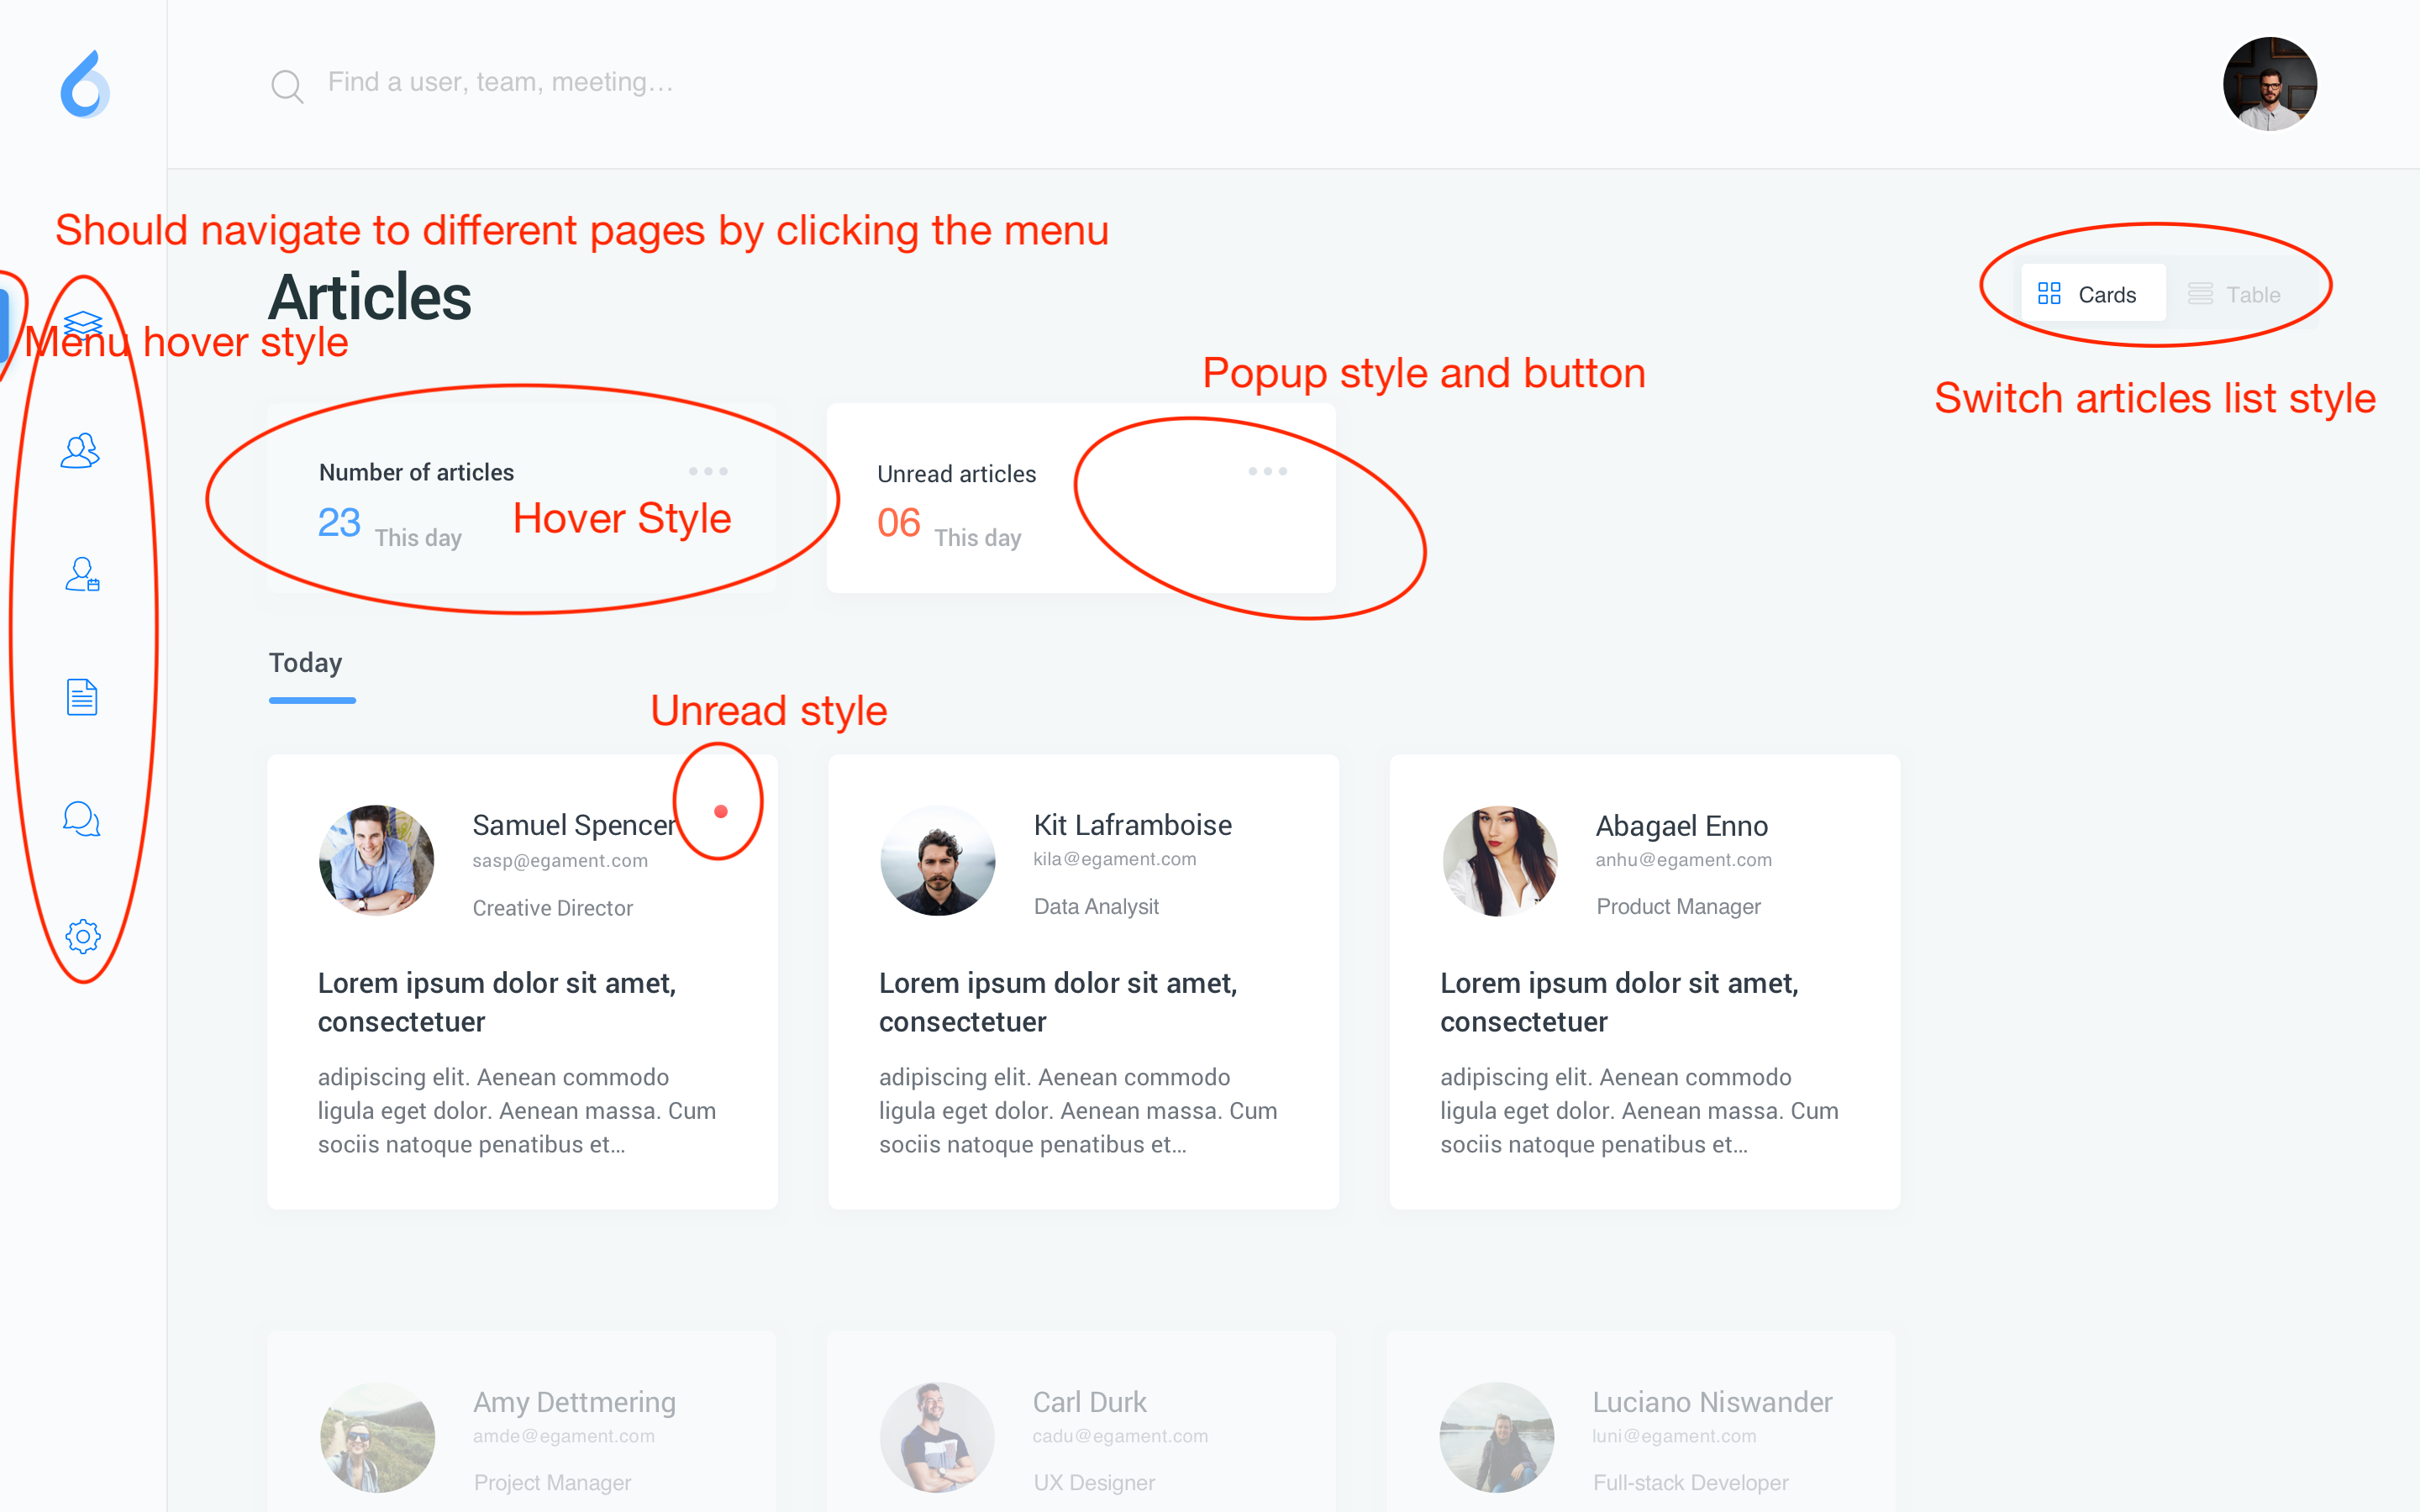 Find a user, team, meeting...
Should navigate to different pages by clicking the menu
Articles
Menu hover style
Cards
Table
Popup style and button
Switch articles list style
Number of articles
23 This day
Hover Style
Unread articles
06 This day
Today
Unread style
Samuel Spencer
sasp@egament.com
Creative Director
Lorem ipsum dolor sit amet,
consectetuer
adipiscing elit. Aenean commodo
ligula eget dolor. Aenean massa. Cum
sociis natoque penatibus et...
Kit Laframboise
kila@egament.com
Data Analysit
Lorem ipsum dolor sit amet,
consectetuer
adipiscing elit. Aenean commodo
ligula eget dolor. Aenean massa. Cum
sociis natoque penatibus et...
Abagael Enno
anhu@egament.com
Product Manager
Lorem ipsum dolor sit amet,
consectetuer
adipiscing elit. Aenean commodo
ligula eget dolor. Aenean massa. Cum
sociis natoque penatibus et...
Amy Dettmering
amde@egament.com
Project Manager
Carl Durk
cadu@egament.com
UX Designer
Luciano Niswander
luni@egament.com
Full-stack Developer